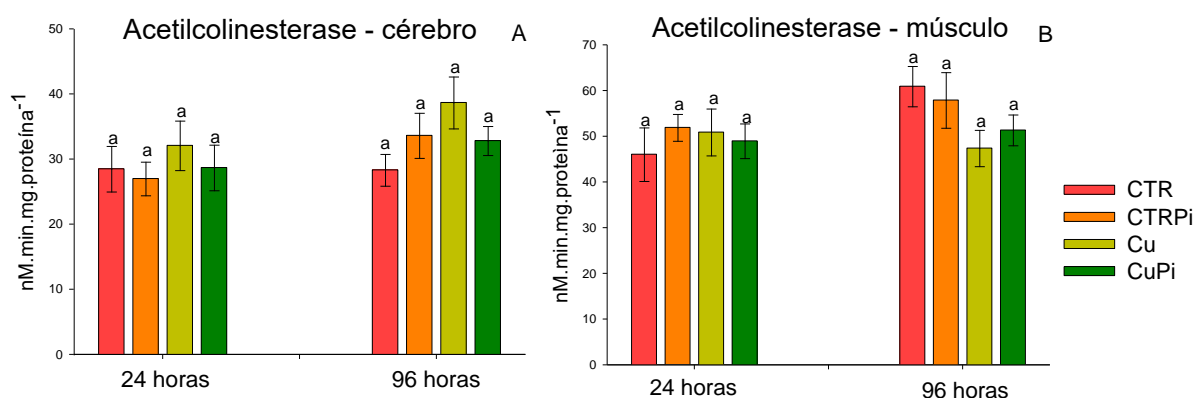 Acetilcolinesterase - cérebro
A
nM.min.mg.proteína-1
50
40
30
20
10
0
a
a
a
a
a
a
a
a
24 horas
96 horas
Acetilcolinesterase - músculo
B
nM.min.mg.proteína-1
70
60
50
40
30
20
10
0
a
a
a
a
a
a
a
a
24 horas
96 horas
CTR
CTRPi
Cu
CuPi